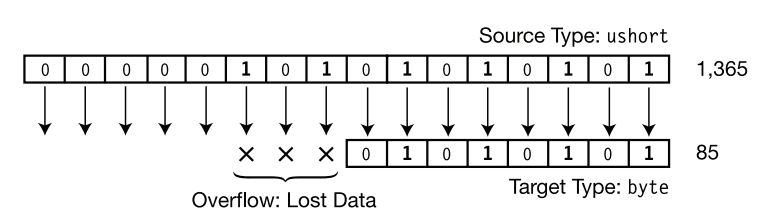 Source Type: ushort
0 0 0 0 0 1 0 1 0 1 0 1 0 1 0 1 1,365
× × × 0 1 0 1 0 1 0 1 85
Overflow: Lost Data
Target Type: byte